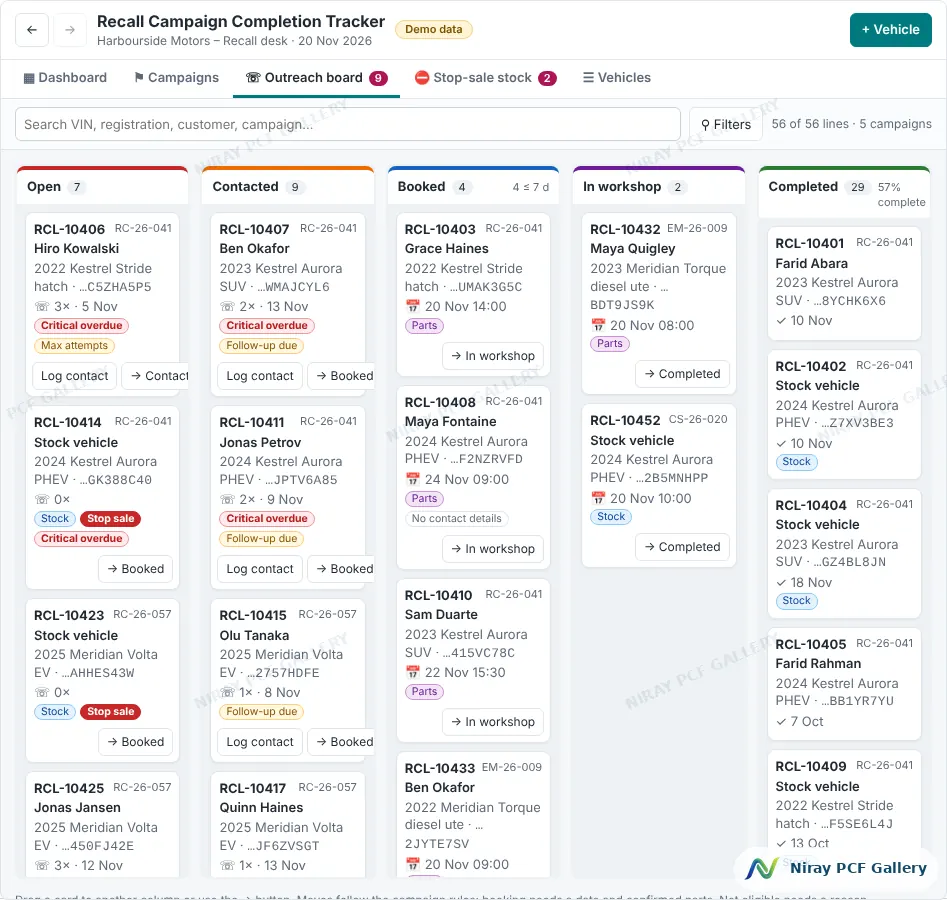 Recall Campaign Completion Tracker
Harbourside Motors – Recall desk · 20 Nov 2026
Demo data
+ Vehicle
Dashboard
Campaigns
Outreach board 9
Stop-sale stock 2
Vehicles
Search VIN, registration, customer, campaign...
Filters
56 of 56 lines · 5 campaigns
Open 7
RCL-10406 RC-26-041
Hiro Kowalski
2022 Kestrel Stride
hatch · …C5ZHA5P5
☏ 3× · 5 Nov
Critical overdue
Max attempts
Log contact → Contact
RCL-10414 RC-26-041
Stock vehicle
2024 Kestrel Aurora
PHEV · …GK388C40
☏ 0×
Stock Stop sale
Critical overdue
→ Booked
RCL-10423 RC-26-057
Stock vehicle
2025 Meridian Volta
EV · …AHHES43W
☏ 0×
Stock Stop sale
→ Booked
RCL-10425 RC-26-057
Jonas Jansen
2025 Meridian Volta
EV · …450FJ42E
☏ 3× · 12 Nov
Contacted 9
RCL-10407 RC-26-041
Ben Okafor
2023 Kestrel Aurora
SUV · …WMAJCYL6
☏ 2× · 13 Nov
Critical overdue
Follow-up due
Log contact → Booked
RCL-10411 RC-26-041
Jonas Petrov
2024 Kestrel Aurora
PHEV · …JPTV6A85
☏ 2× · 9 Nov
Critical overdue
Follow-up due
Log contact → Booked
RCL-10415 RC-26-057
Olu Tanaka
2025 Meridian Volta
EV · …2757HDFE
☏ 1× · 8 Nov
Follow-up due
Log contact → Booked
RCL-10417 RC-26-057
Quinn Haines
2025 Meridian Volta
EV · …JF6ZVSGT
☏ 1× · 13 Nov
Booked 4 4 ≤ 7 d
RCL-10403 RC-26-041
Grace Haines
2022 Kestrel Stride
hatch · …UMAK3G5C
20 Nov 14:00
Parts
→ In workshop
RCL-10408 RC-26-041
Maya Fontaine
2024 Kestrel Aurora
PHEV · …F2NZRVFD
24 Nov 09:00
Parts
No contact details
→ In workshop
RCL-10410 RC-26-041
Sam Duarte
2023 Kestrel Aurora
SUV · …415VC78C
22 Nov 15:30
Parts
→ In workshop
RCL-10433 EM-26-009
Ben Okafor
2022 Meridian Torque
diesel ute · …
2JYTE7SV
20 Nov 09:00
In workshop 2
RCL-10432 EM-26-009
Maya Quigley
2023 Meridian Torque
diesel ute · …
BDT9JS9K
20 Nov 08:00
Parts
→ Completed
RCL-10452 CS-26-020
Stock vehicle
2024 Kestrel Aurora
PHEV · …2B5MNHPP
20 Nov 10:00
Stock
→ Completed
Completed 29 57%
complete
RCL-10401 RC-26-041
Farid Abara
2023 Kestrel Aurora
SUV · …8YCHK6X6
✓ 10 Nov
RCL-10402 RC-26-041
Stock vehicle
2024 Kestrel Aurora
PHEV · …Z7XV3BE3
✓ 10 Nov
Stock
RCL-10404 RC-26-041
Stock vehicle
2023 Kestrel Aurora
SUV · …GZ4BL8JN
✓ 18 Nov
Stock
RCL-10405 RC-26-041
Farid Rahman
2024 Kestrel Aurora
PHEV · …BB1YR7YU
✓ 7 Oct
RCL-10409 RC-26-041
Stock vehicle
2022 Kestrel Stride
hatch · …F5SE6L4J
✓ 13 Oct
Niray PCF Gallery
NIRAY PCF GALLERY